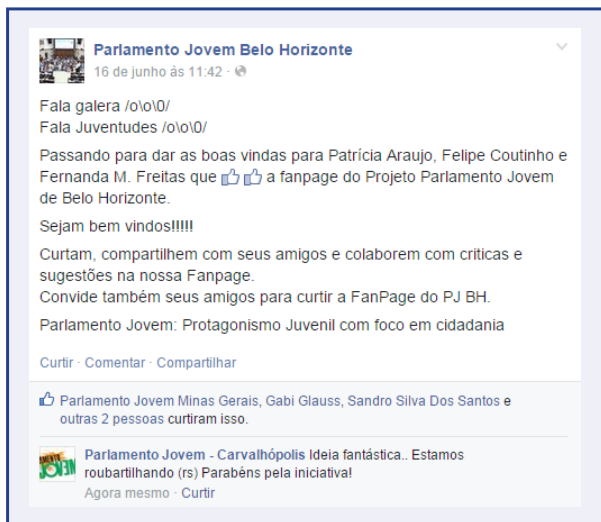 Parlamento Jovem Belo Horizonte
16 de junho às 11:42 ·
Fala galera /o\o\0/
Fala Juventudes /o\o\0/
Passando para dar as boas vindas para Patrícia Araujo, Felipe Coutinho e
Fernanda M. Freitas que 👍 👍 a fanpage do Projeto Parlamento Jovem
de Belo Horizonte.
Sejam bem vindos!!!!!
Curtam, compartilhem com seus amigos e colaborem com criticas e
sugestões na nossa Fanpage.
Convide também seus amigos para curtir a FanPage do PJ BH.
Parlamento Jovem: Protagonismo Juvenil com foco em cidadania
Curtir · Comentar · Compartilhar
Parlamento Jovem Minas Gerais, Gabi Glauss, Sandro Silva Dos Santos e
outras 2 pessoas curtiram isso.
Parlamento Jovem - Carvalhópolis Ideia fantástica.. Estamos
roubartilhando (rs) Parabéns pela iniciativa!
Agora mesmo · Curtir